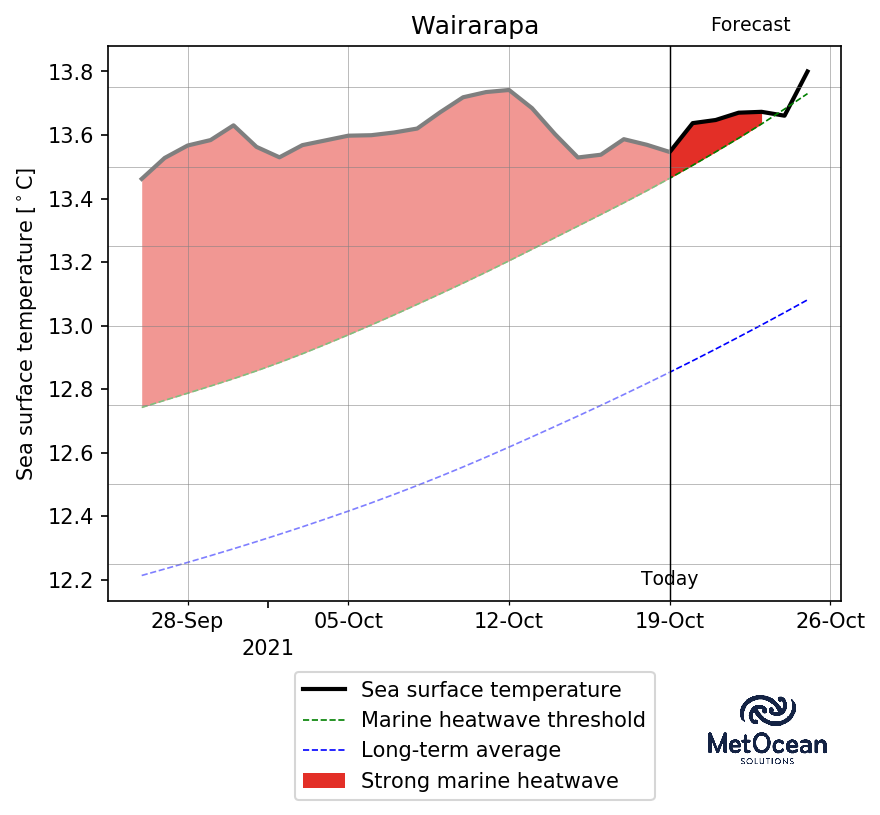 Wairarapa
Forecast
Sea surface temperature [°C]
13.8
13.6
13.4
13.2
13.0
12.8
12.6
12.4
12.2
Today
28-Sep
05-Oct
12-Oct
19-Oct
26-Oct
2021
Sea surface temperature
Marine heatwave threshold
Long-term average
Strong marine heatwave
MetOcean
SOLUTIONS